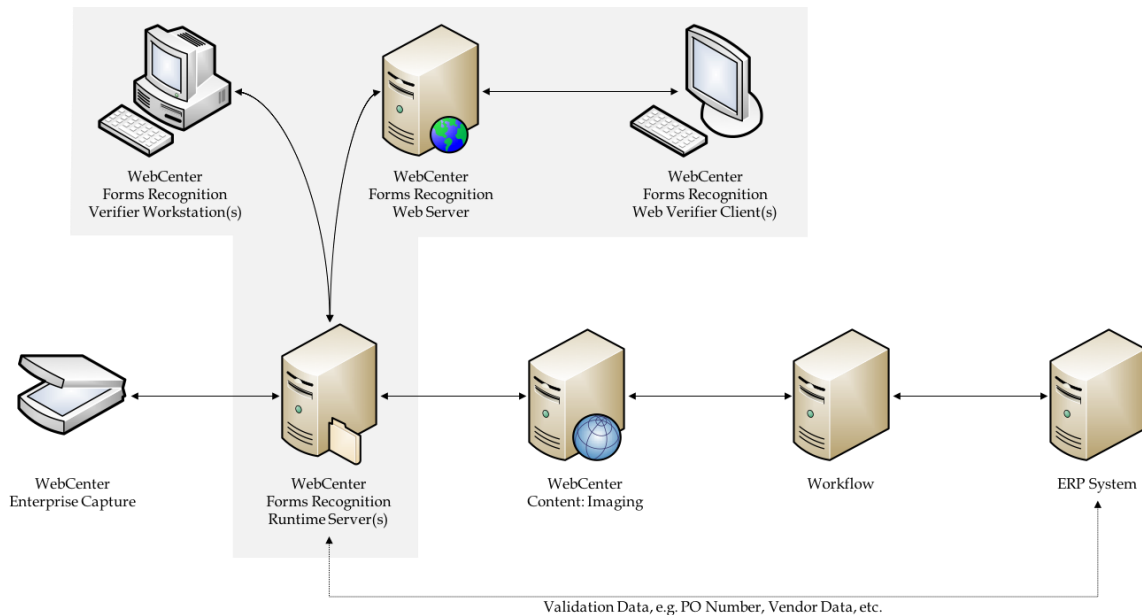 WebCenter
Forms Recognition
Verifier Workstation(s)
WebCenter
Forms Recognition
Web Server
WebCenter
Forms Recognition
Web Verifier Client(s)
WebCenter
Enterprise Capture
WebCenter
Forms Recognition
Runtime Server(s)
WebCenter
Content: Imaging
Workflow
ERP System
Validation Data, e.g. PO Number, Vendor Data, etc.